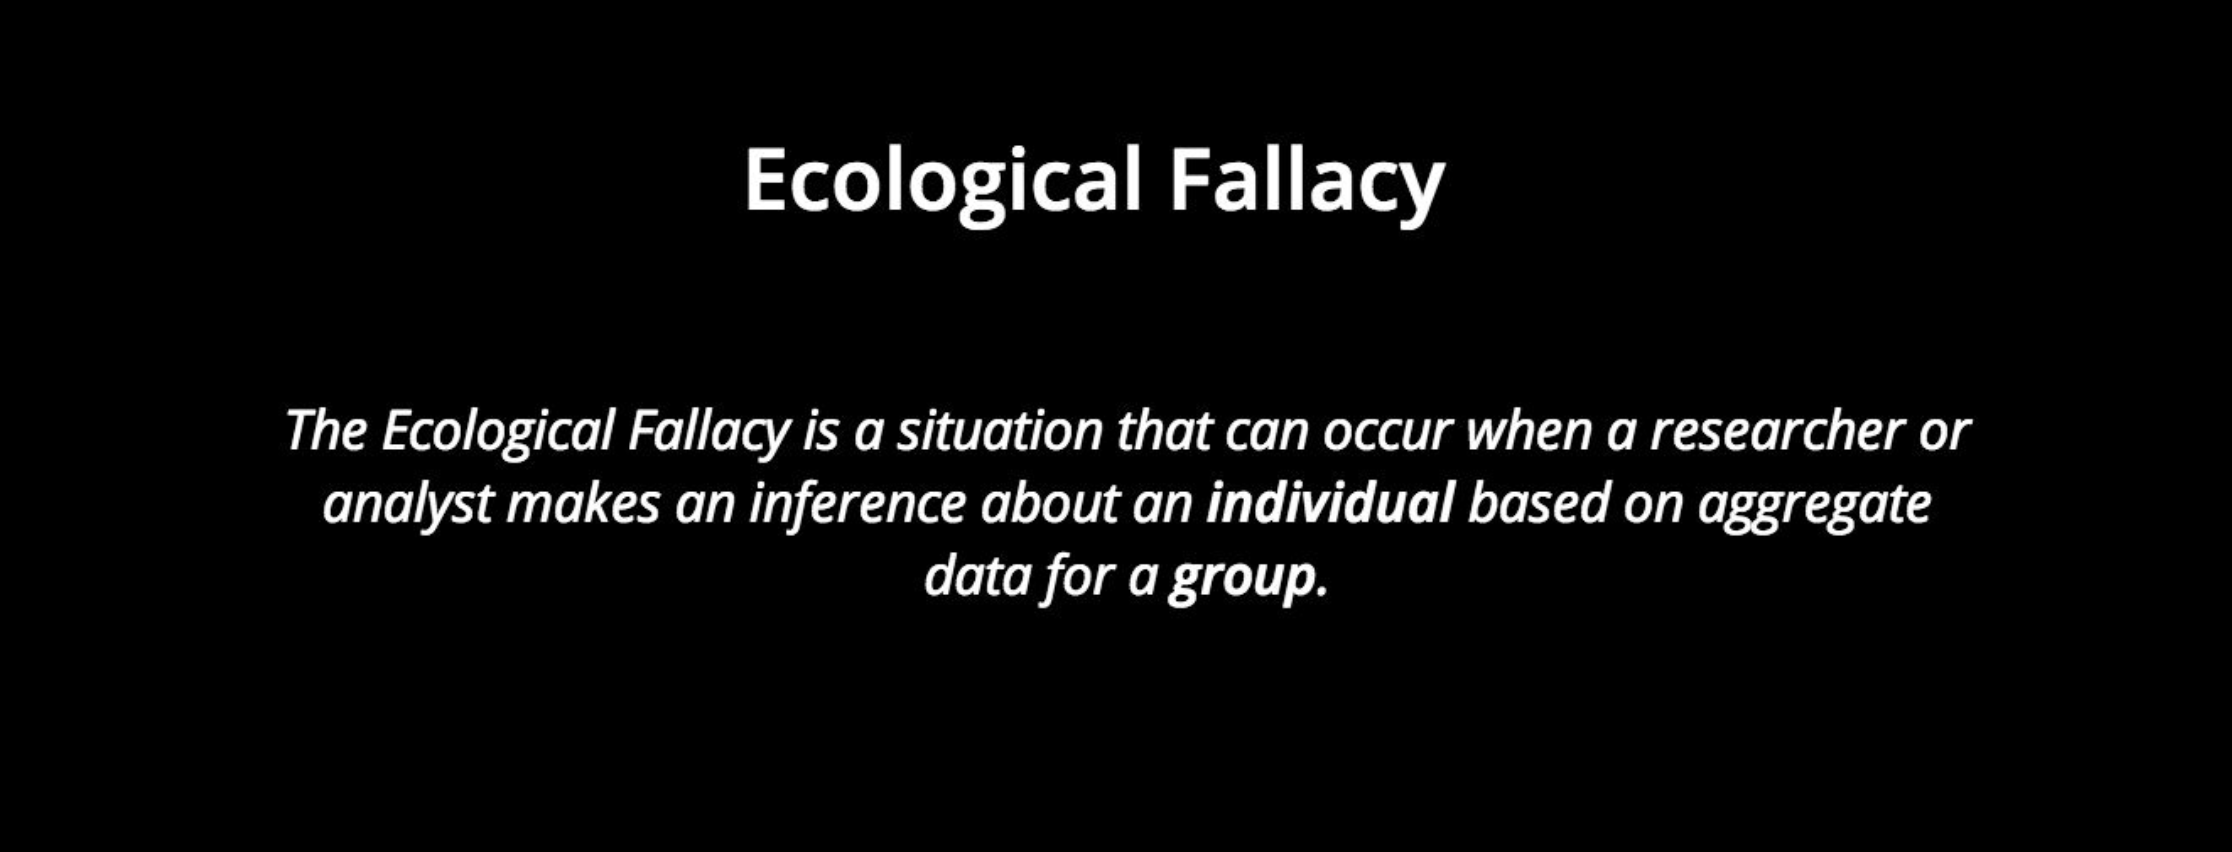 Ecological Fallacy
The Ecological Fallacy is a situation that can occur when a researcher or
analyst makes an inference about an individual based on aggregate
data for a group.